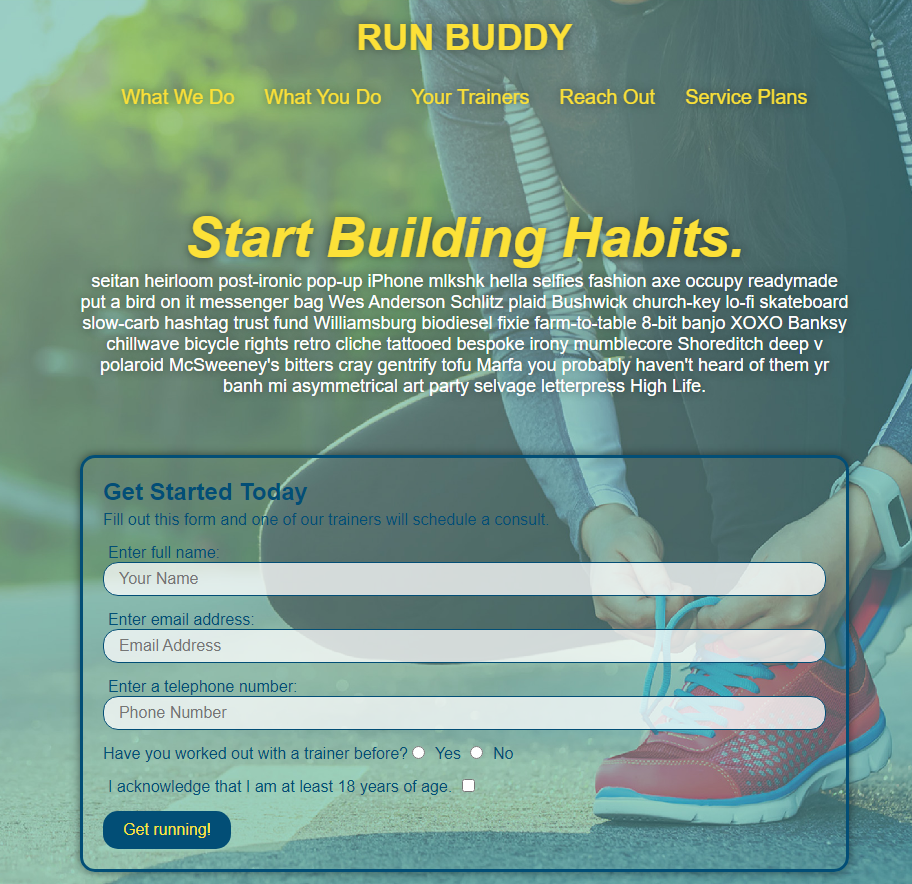 RUN BUDDY
What We Do What You Do Your Trainers Reach Out Service Plans
Start Building Habits.
seitan heirloom post-ironic pop-up iPhone mlkshk hella selfies fashion axe occupy readymade
put a bird on it messenger bag Wes Anderson Schlitz plaid Bushwick church-key lo-fi skateboard
slow-carb hashtag trust fund Williamsburg biodiesel fixie farm-to-table 8-bit banjo XOXO Banksy
chillwave bicycle rights retro cliche tattooed bespoke irony mumblecore Shoreditch deep v
polaroid McSweeney's bitters cray gentrify tofu Marfa you probably haven't heard of them yr
banh mi asymmetrical art party selvage letterpress High Life.
Get Started Today
Fill out this form and one of our trainers will schedule a consult.
Enter full name:
Your Name
Enter email address:
Email Address
Enter a telephone number:
Phone Number
Have you worked out with a trainer before? Yes No
I acknowledge that I am at least 18 years of age.
Get running!